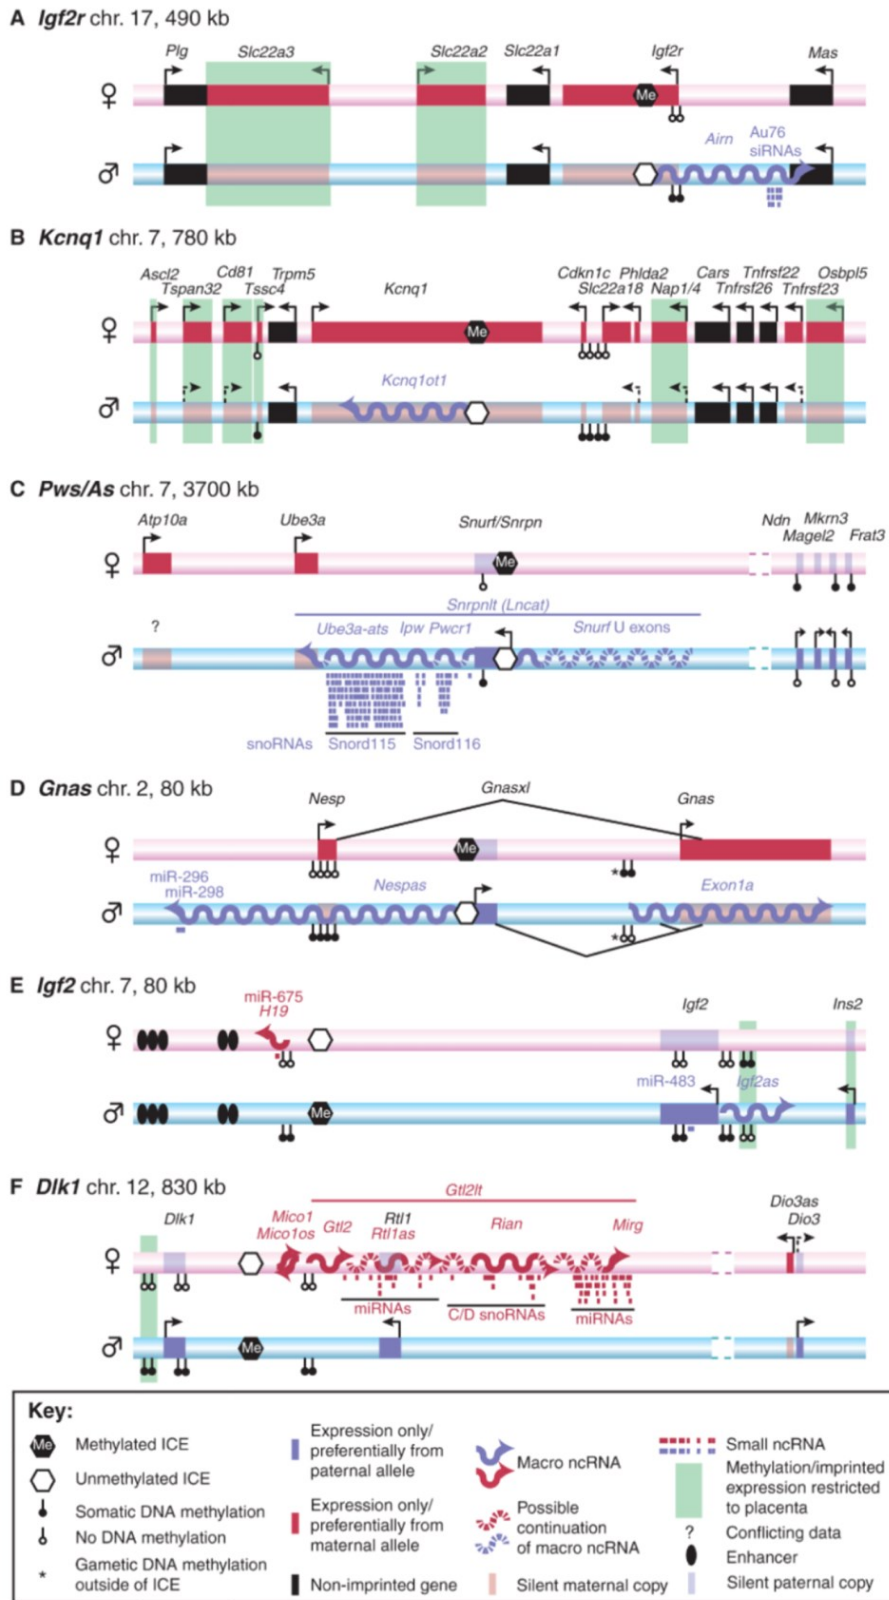 A Igf2r chr. 17, 490 kb
Plg Slc22a3 Slc22a2 Slc22a1 Igf2r Mas
♀ Me
Airn Au76
siRNAs
♂
B Kcnq1 chr. 7, 780 kb
Ascl2 Cd81 Trpm5 Kcnq1 Cdkn1c Phlda2 Cars Tnfrsf22 Osbpl5
Tspan32 Tssc4 Slc22a18 Nap1/4 Tnfrsf26 Tnfrsf23
♀ Me
Kcnq1ot1
♂
C Pws/As chr. 7, 3700 kb
Atp10a Ube3a Snurf/Snrpn Ndn Mkrn3
Magel2 Frat3
♀ Me
Snrpnlt (Lncat)
? Ube3a-ats Ipw Pwcr1 Snurf U exons
♂
snoRNAs Snord115 Snord116
D Gnas chr. 2, 80 kb
Nesp Gnasxl Gnas
♀ Me
*
miR-296
miR-298 Nespas Exon1a
♂
*
E Igf2 chr. 7, 80 kb
miR-675
H19 Igf2 Ins2
♀
miR-483 Igf2as
♂ Me
F Dlk1 chr. 12, 830 kb
Gtl2lt
Dlk1 Mico1 Gtl2 Rtl1 Rian Mirg Dio3as
Mico1os Rtl1as Dio3
♀
miRNAs C/D snoRNAs miRNAs
♂ Me
Key:
Me Methylated ICE
Unmethylated ICE
Somatic DNA methylation
No DNA methylation
* Gametic DNA methylation
outside of ICE
Expression only/
preferentially from
paternal allele
Expression only/
preferentially from
maternal allele
Non-imprinted gene
Macro ncRNA
Possible
continuation
of macro ncRNA
Silent maternal copy
Small ncRNA
Methylation/imprinted
expression restricted
to placenta
? Conflicting data
Enhancer
Silent paternal copy